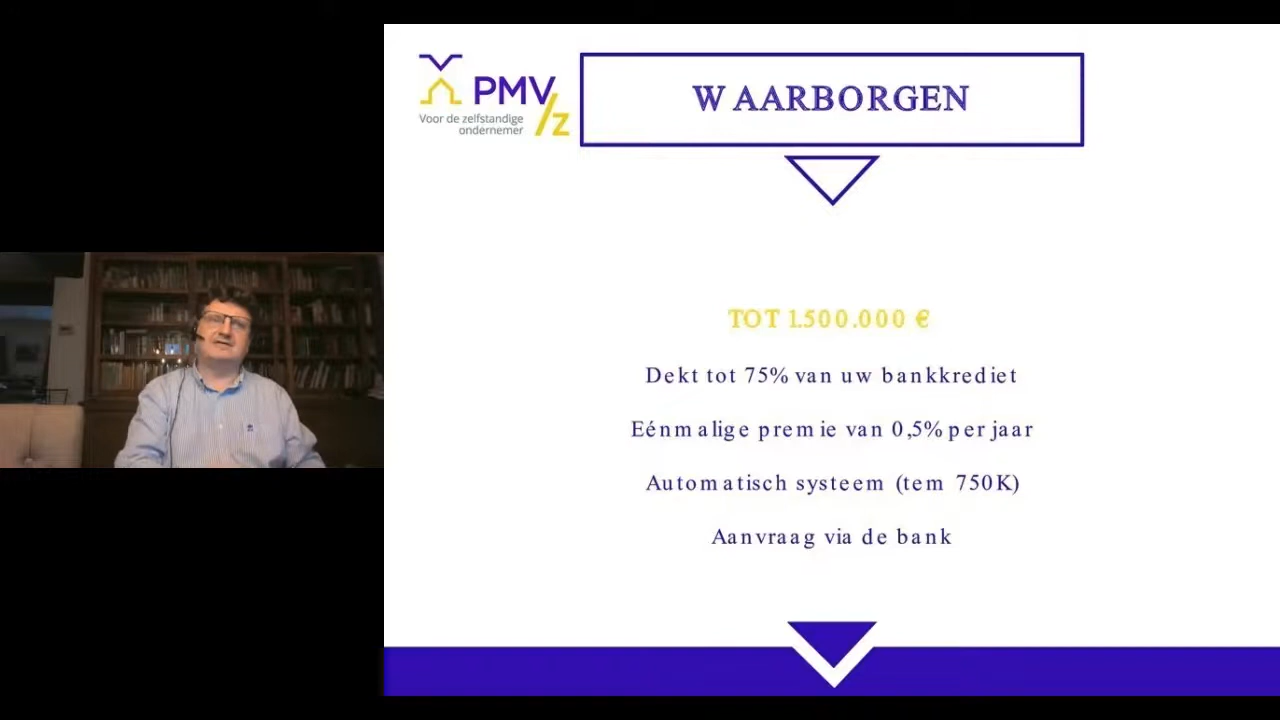 PMV/z
Voor de zelfstandige
ondernemer
WAARBORGEN
TOT 1.500.000 €
Dekt tot 75% van uw bankkrediet
Eénmalige premie van 0,5% per jaar
Automatisch systeem (tem 750K)
Aanvraag via de bank